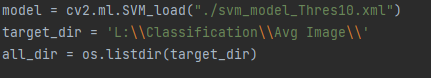 model = cv2.ml.SVM_load("./svm_model_Thres10.xml")
target_dir = 'L:\\Classification\\Avg Image\\'
all_dir = os.listdir(target_dir)